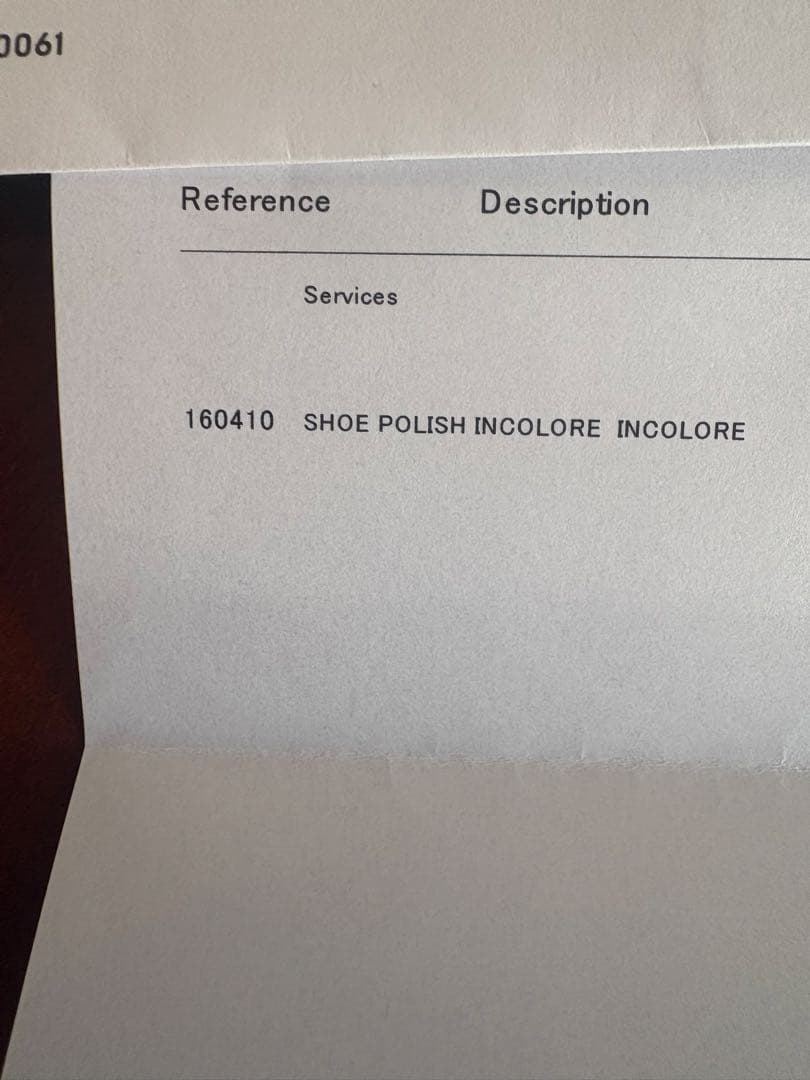 0061
Reference Description
Services
160410 SHOE POLISH INCOLORE INCOLORE